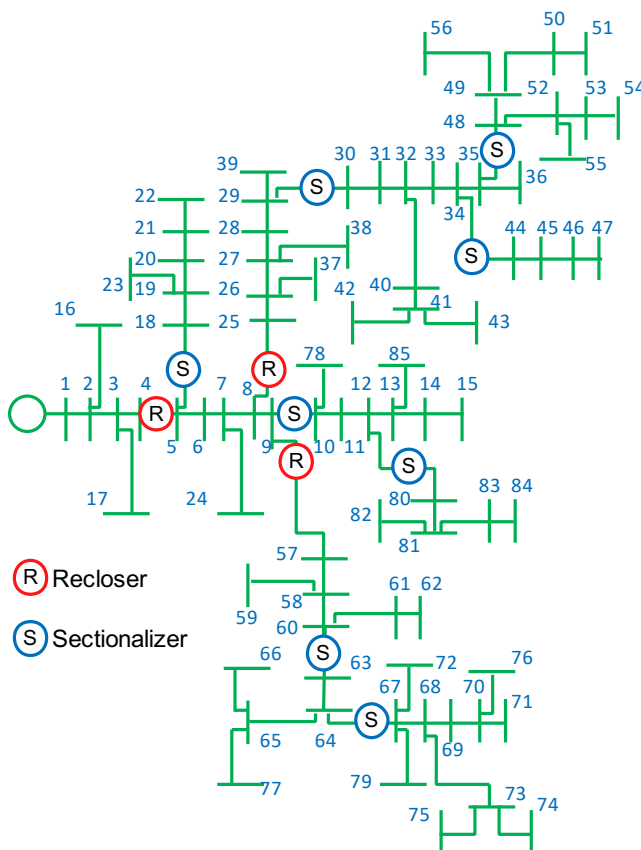 56 50 51
49 52 53 54
48
S 55
39 30 31 32 33 35
S 36
22 29 34
21 28 38 S 44 45 46 47
20 27 37
23 19 26 40
42 41
16 18 25 43
S R 78 85
1 2 3 4 7 8 12 13 14 15
R S
5 6 9 10 11
R S
17 24 80 83 84
82 81
57
R Recloser 61 62
59 58
S Sectionalizer 60
66 S 63 72 76
67 68 70
S 71
65 64 69
77 79 73
75 74